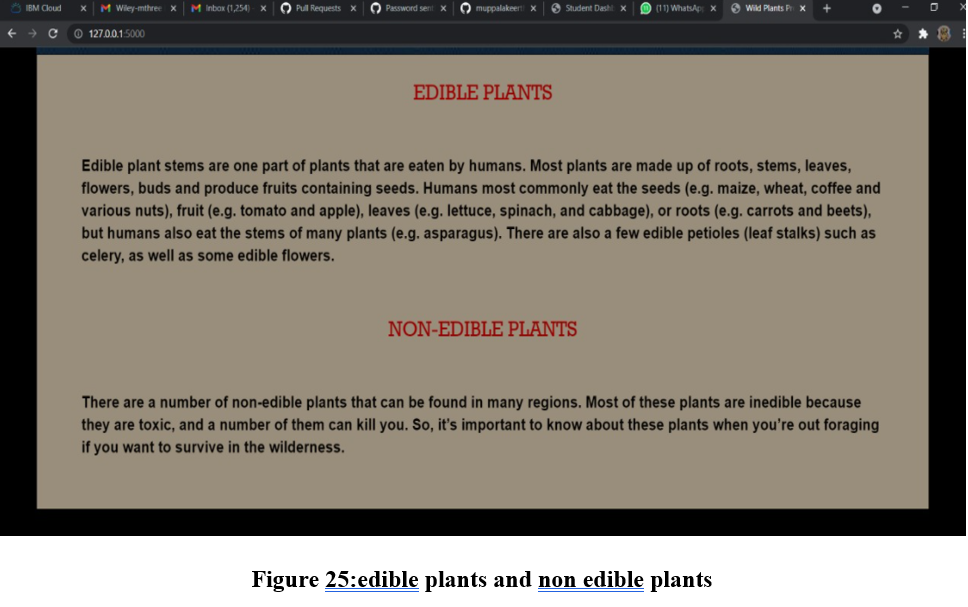 IBM Cloud
Wiley-mthree
Inbox (1,254)
Pull Requests
Password sent
muppalakeert
Student Dash
(11) WhatsAp
Wild Plants Pr
127.0.0.1:5000
EDIBLE PLANTS
Edible plant stems are one part of plants that are eaten by humans. Most plants are made up of roots, stems, leaves,
flowers, buds and produce fruits containing seeds. Humans most commonly eat the seeds (e.g. maize, wheat, coffee and
various nuts), fruit (e.g. tomato and apple), leaves (e.g. lettuce, spinach, and cabbage), or roots (e.g. carrots and beets),
but humans also eat the stems of many plants (e.g. asparagus). There are also a few edible petioles (leaf stalks) such as
celery, as well as some edible flowers.
NON-EDIBLE PLANTS
There are a number of non-edible plants that can be found in many regions. Most of these plants are inedible because
they are toxic, and a number of them can kill you. So, it's important to know about these plants when you're out foraging
if you want to survive in the wilderness.
Figure 25:edible plants and non edible plants